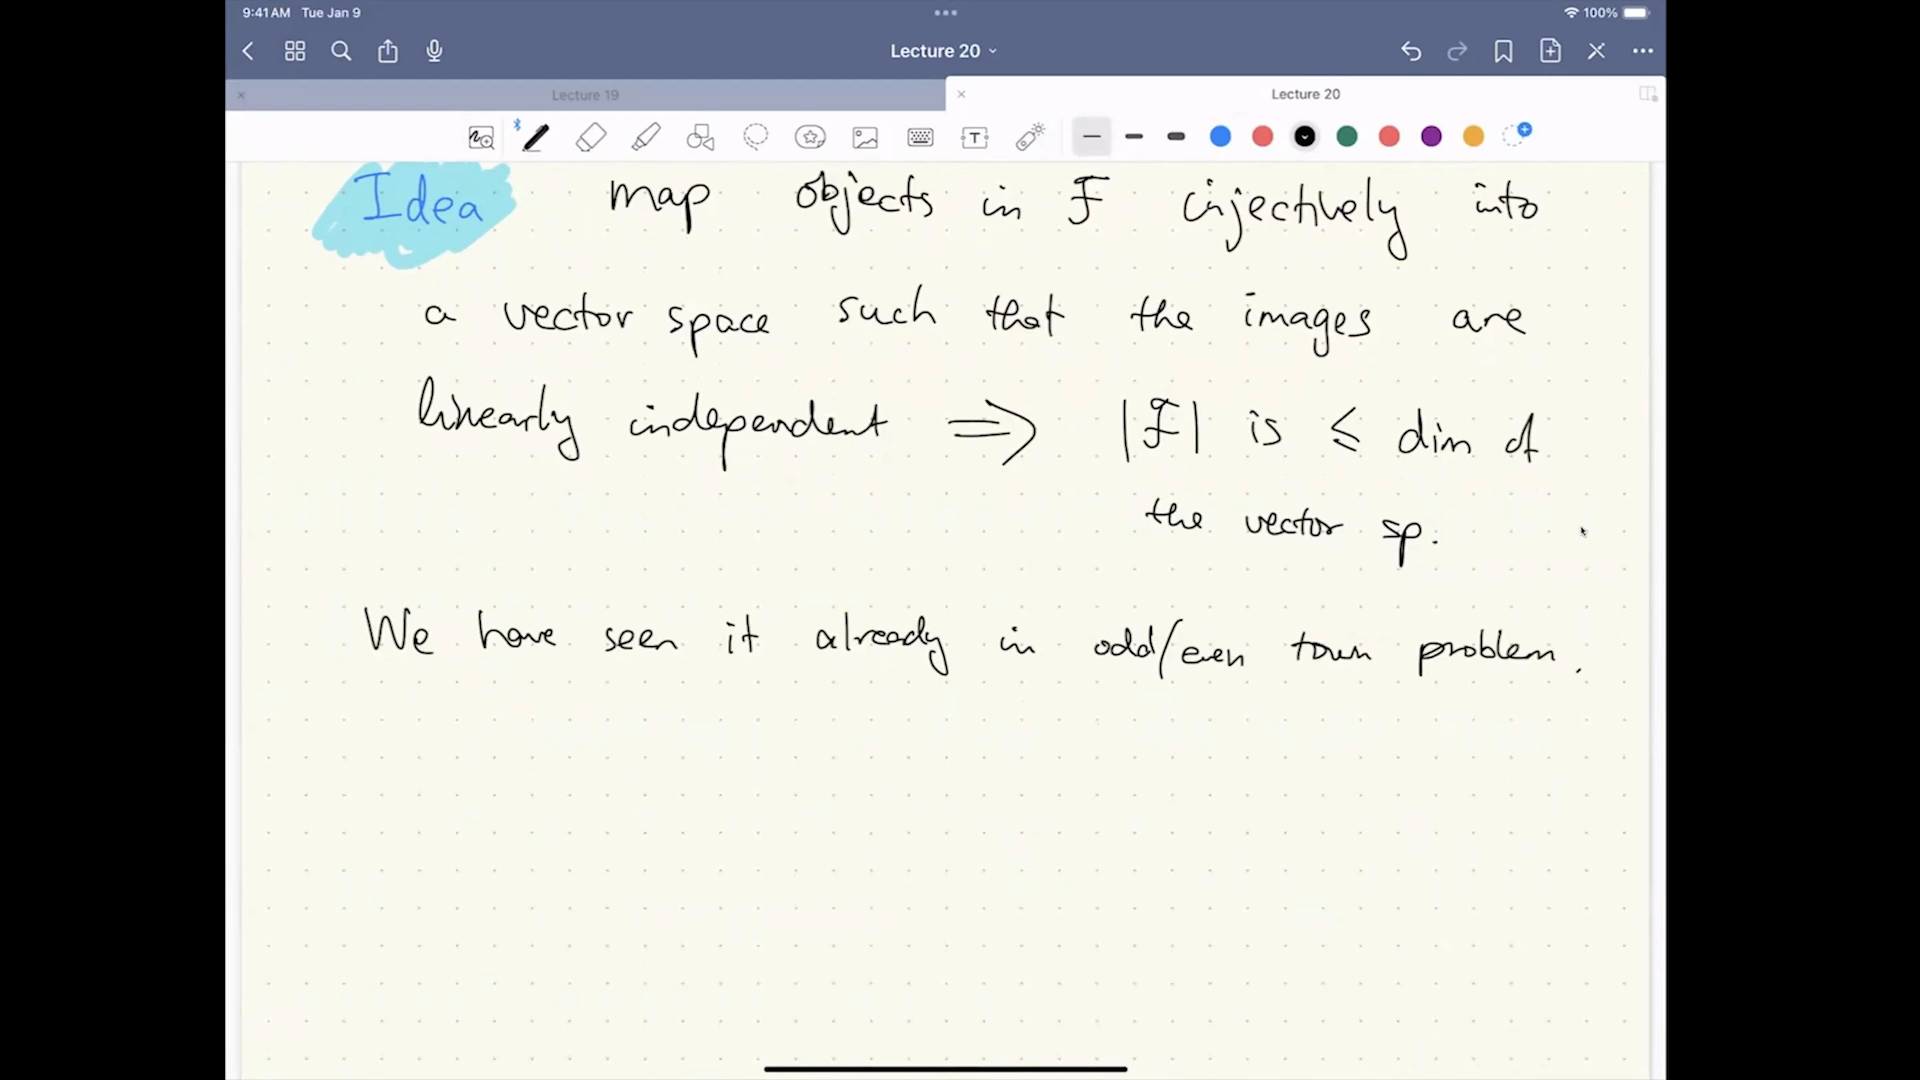 9:41 AM Tue Jan 9
100%
Lecture 20
Lecture 19
Lecture 20
T
Idea map objects in F injectively into
a vector space such that the images are
linearly independent ⟹ |F| is ≤ dim of
the vector sp.
We have seen it already in odd/even town problem.